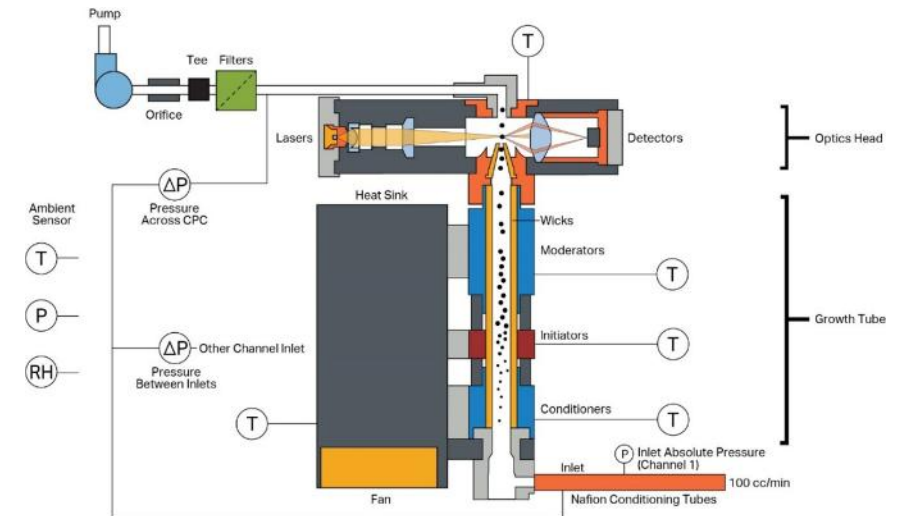 Pump
Tee
Filters
Orifice
T
Lasers
Detectors
Optics Head
ΔP
Pressure
Across CPC
Heat Sink
Ambient
Sensor
T
P
RH
Wicks
Moderators
T
Growth Tube
ΔP
Other Channel Inlet
Pressure
Between Inlets
Initiators
T
Conditioners
T
T
Fan
P
Inlet Absolute Pressure
(Channel 1)
Inlet
100 cc/min
Nafion Conditioning Tubes